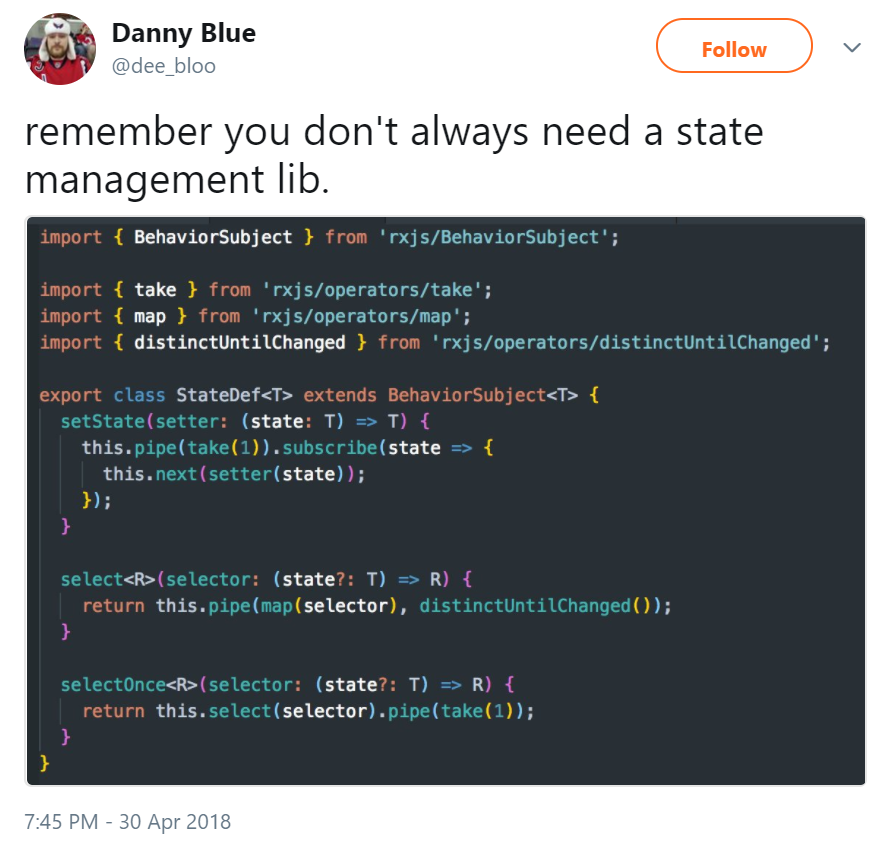 Danny Blue
@dee_bloo
Follow
remember you don't always need a state
management lib.
import { BehaviorSubject } from 'rxjs/BehaviorSubject';
import { take } from 'rxjs/operators/take';
import { map } from 'rxjs/operators/map';
import { distinctUntilChanged } from 'rxjs/operators/distinctUntilChanged';
export class StateDef<T> extends BehaviorSubject<T> {
setState(setter: (state: T) => T) {
this.pipe(take(1)).subscribe(state => {
this.next(setter(state));
});
}
select<R>(selector: (state?: T) => R) {
return this.pipe(map(selector), distinctUntilChanged());
}
selectOnce<R>(selector: (state?: T) => R) {
return this.select(selector).pipe(take(1));
}
}
7:45 PM - 30 Apr 2018